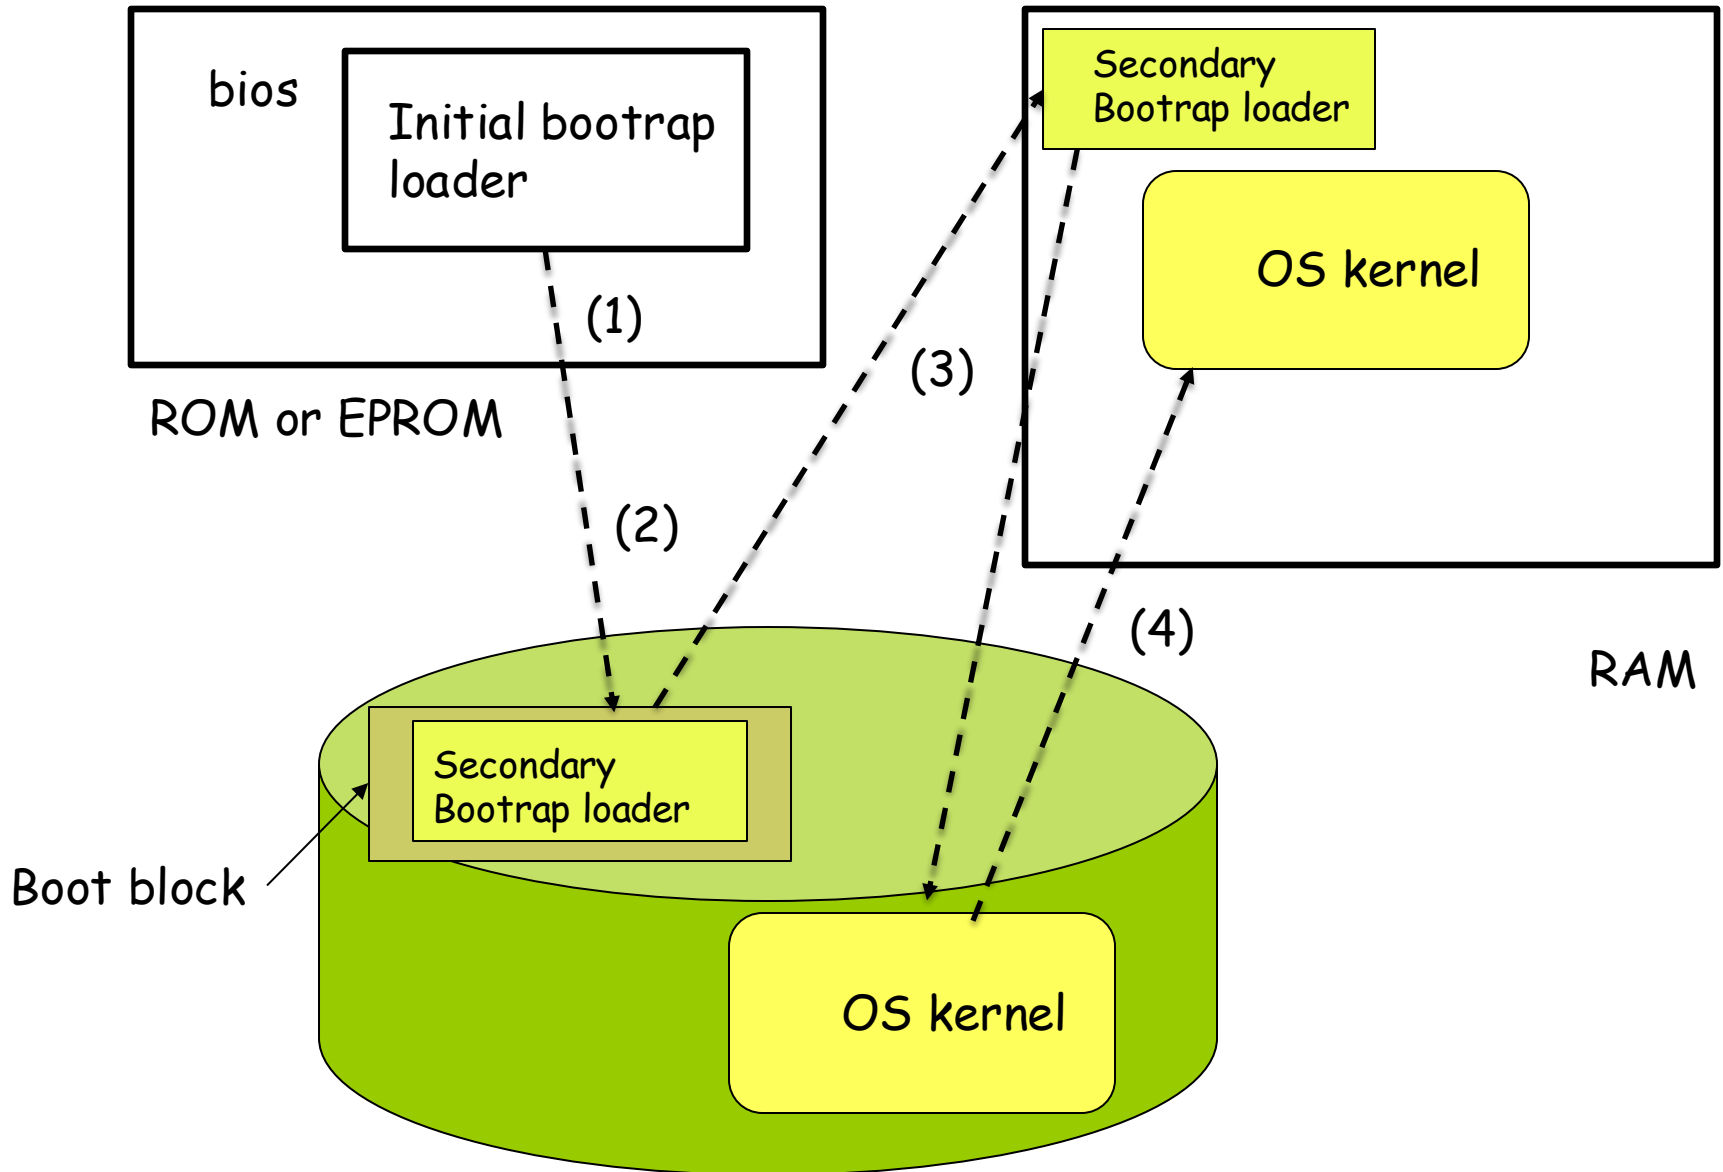 bios
Initial bootrap
loader
(1)
ROM or EPROM
(2)
Secondary
Bootrap loader
OS kernel
(3)
(4)
RAM
Secondary
Bootrap loader
Boot block
OS kernel